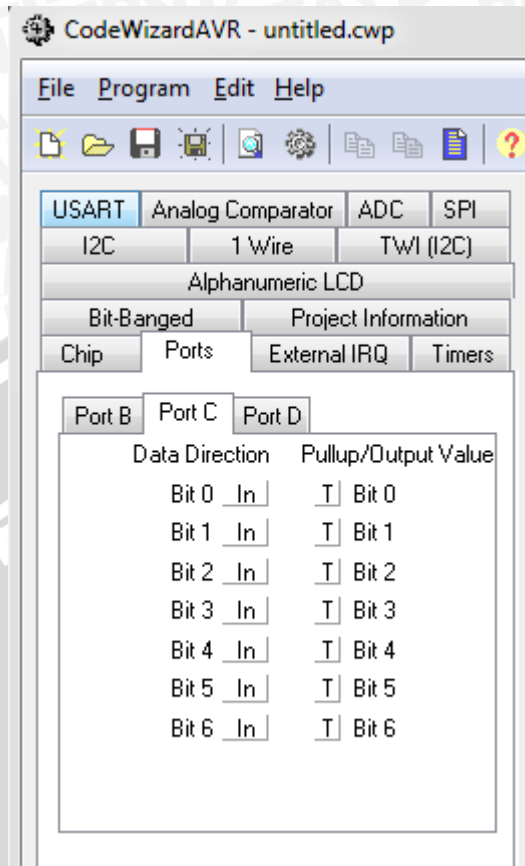 CodeWizardAVR - untitled.cwp
File Program Edit Help
USART Analog Comparator ADC SPI
I2C 1 Wire TWI (I2C)
Alphanumeric LCD
Bit-Banged Project Information
Chip Ports External IRQ Timers
Port B Port C Port D
Data Direction Pullup/Output Value
Bit 0 In T Bit 0
Bit 1 In T Bit 1
Bit 2 In T Bit 2
Bit 3 In T Bit 3
Bit 4 In T Bit 4
Bit 5 In T Bit 5
Bit 6 In T Bit 6